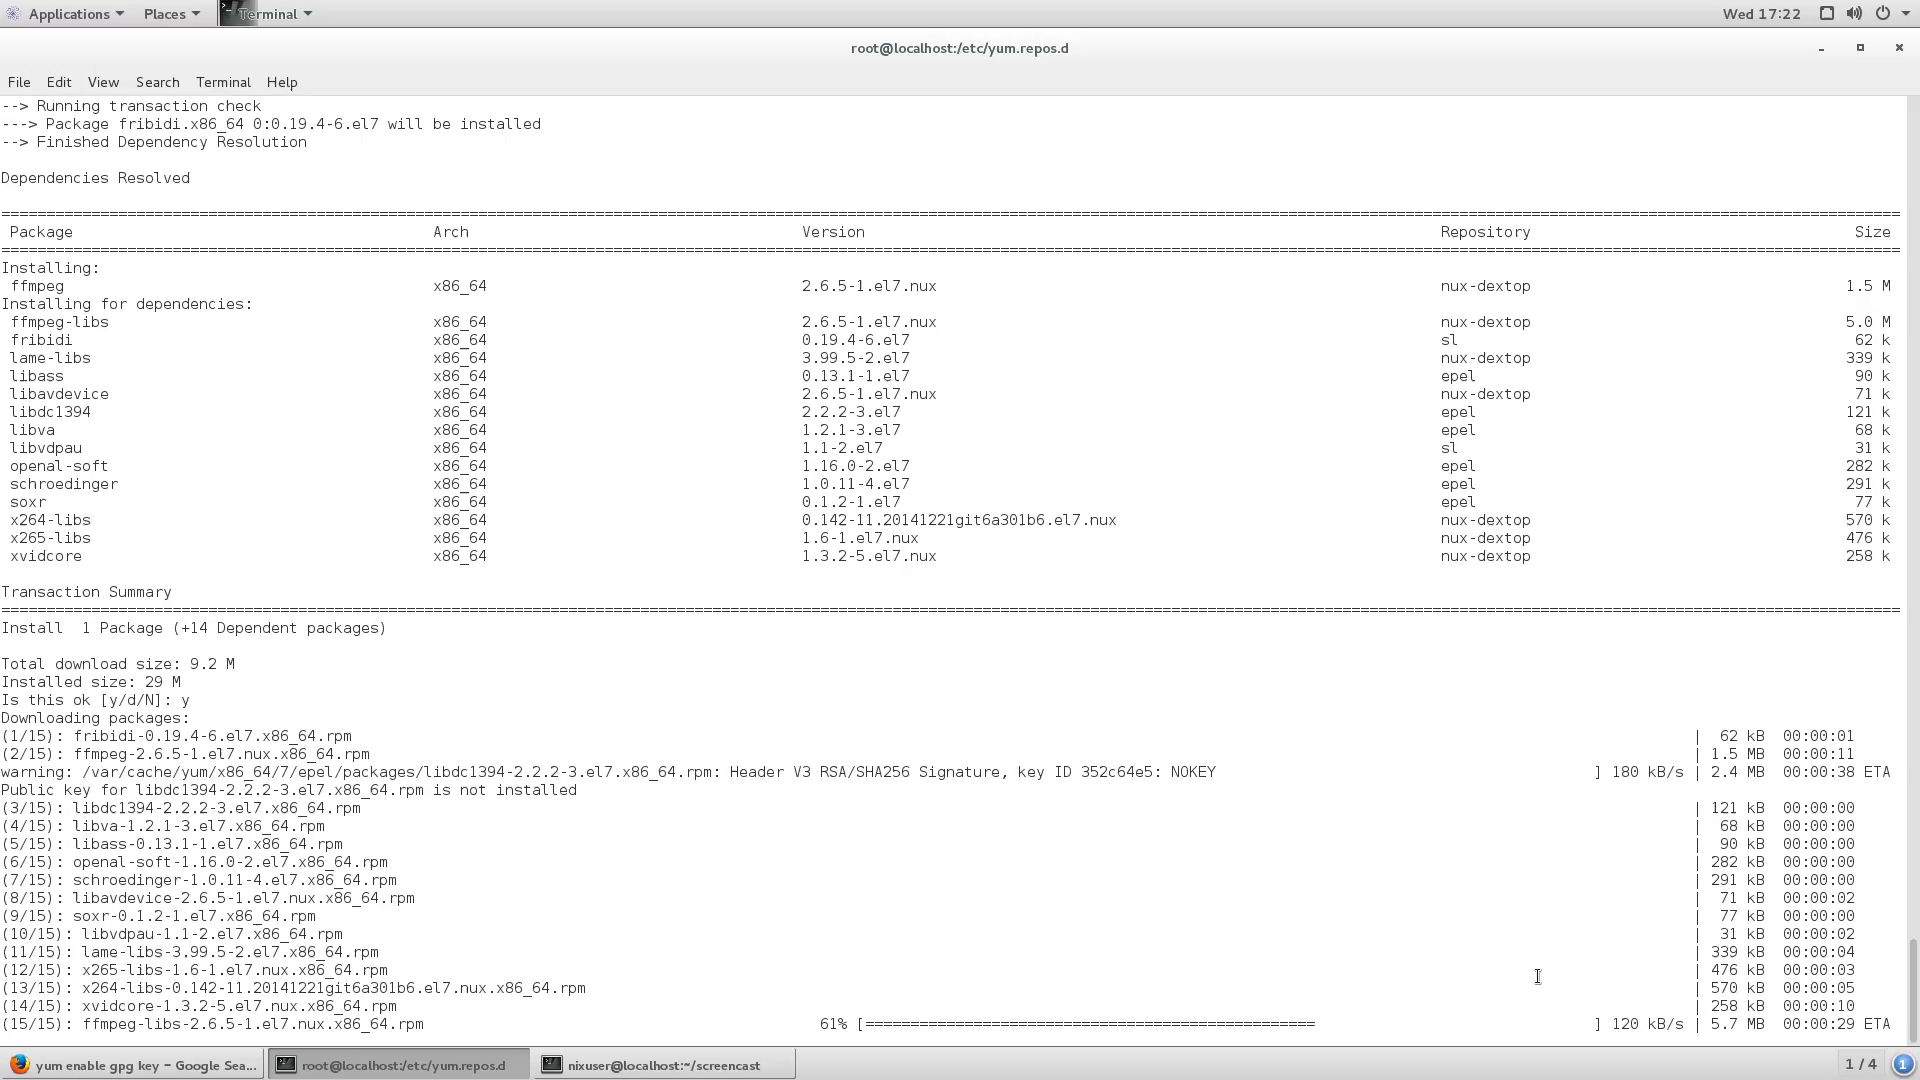 Applications Places Terminal Wed 17:22
root@localhost:/etc/yum.repos.d
File Edit View Search Terminal Help
--> Running transaction check
---> Package fribidi.x86_64 0:0.19.4-6.el7 will be installed
--> Finished Dependency Resolution
Dependencies Resolved
Package Arch Version Repository Size
Installing:
ffmpeg x86_64 2.6.5-1.el7.nux nux-dextop 1.5 M
Installing for dependencies:
ffmpeg-libs x86_64 2.6.5-1.el7.nux nux-dextop 5.0 M
fribidi x86_64 0.19.4-6.el7 sl 62 k
lame-libs x86_64 3.99.5-2.el7 nux-dextop 339 k
libass x86_64 0.13.1-1.el7 epel 90 k
libavdevice x86_64 2.6.5-1.el7.nux nux-dextop 71 k
libdc1394 x86_64 2.2.2-3.el7 epel 121 k
libva x86_64 1.2.1-3.el7 epel 68 k
libvdpau x86_64 1.1-2.el7 sl 31 k
openal-soft x86_64 1.16.0-2.el7 epel 282 k
schroedinger x86_64 1.0.11-4.el7 epel 291 k
soxr x86_64 0.1.2-1.el7 epel 77 k
x264-libs x86_64 0.142-11.20141221git6a301b6.el7.nux nux-dextop 570 k
x265-libs x86_64 1.6-1.el7.nux nux-dextop 476 k
xvidcore x86_64 1.3.2-5.el7.nux nux-dextop 258 k
Transaction Summary
Install 1 Package (+14 Dependent packages)
Total download size: 9.2 M
Installed size: 29 M
Is this ok [y/d/N]: y
Downloading packages:
(1/15): fribidi-0.19.4-6.el7.x86_64.rpm | 62 kB 00:00:01
(2/15): ffmpeg-2.6.5-1.el7.nux.x86_64.rpm | 1.5 MB 00:00:11
warning: /var/cache/yum/x86_64/7/epel/packages/libdc1394-2.2.2-3.el7.x86_64.rpm: Header V3 RSA/SHA256 Signature, key ID 352c64e5: NOKEY ] 180 kB/s | 2.4 MB 00:00:38 ETA
Public key for libdc1394-2.2.2-3.el7.x86_64.rpm is not installed
(3/15): libdc1394-2.2.2-3.el7.x86_64.rpm | 121 kB 00:00:00
(4/15): libva-1.2.1-3.el7.x86_64.rpm | 68 kB 00:00:00
(5/15): libass-0.13.1-1.el7.x86_64.rpm | 90 kB 00:00:00
(6/15): openal-soft-1.16.0-2.el7.x86_64.rpm | 282 kB 00:00:00
(7/15): schroedinger-1.0.11-4.el7.x86_64.rpm | 291 kB 00:00:00
(8/15): libavdevice-2.6.5-1.el7.nux.x86_64.rpm | 71 kB 00:00:02
(9/15): soxr-0.1.2-1.el7.x86_64.rpm | 77 kB 00:00:00
(10/15): libvdpau-1.1-2.el7.x86_64.rpm | 31 kB 00:00:02
(11/15): lame-libs-3.99.5-2.el7.x86_64.rpm | 339 kB 00:00:04
(12/15): x265-libs-1.6-1.el7.nux.x86_64.rpm | 476 kB 00:00:03
(13/15): x264-libs-0.142-11.20141221git6a301b6.el7.nux.x86_64.rpm | 570 kB 00:00:05
(14/15): xvidcore-1.3.2-5.el7.nux.x86_64.rpm | 258 kB 00:00:10
(15/15): ffmpeg-libs-2.6.5-1.el7.nux.x86_64.rpm 61% [================================================== ] 120 kB/s | 5.7 MB 00:00:29 ETA
yum enable gpg key – Google Sea... root@localhost:/etc/yum.repos.d nixuser@localhost:~/screencast 1 / 4 1